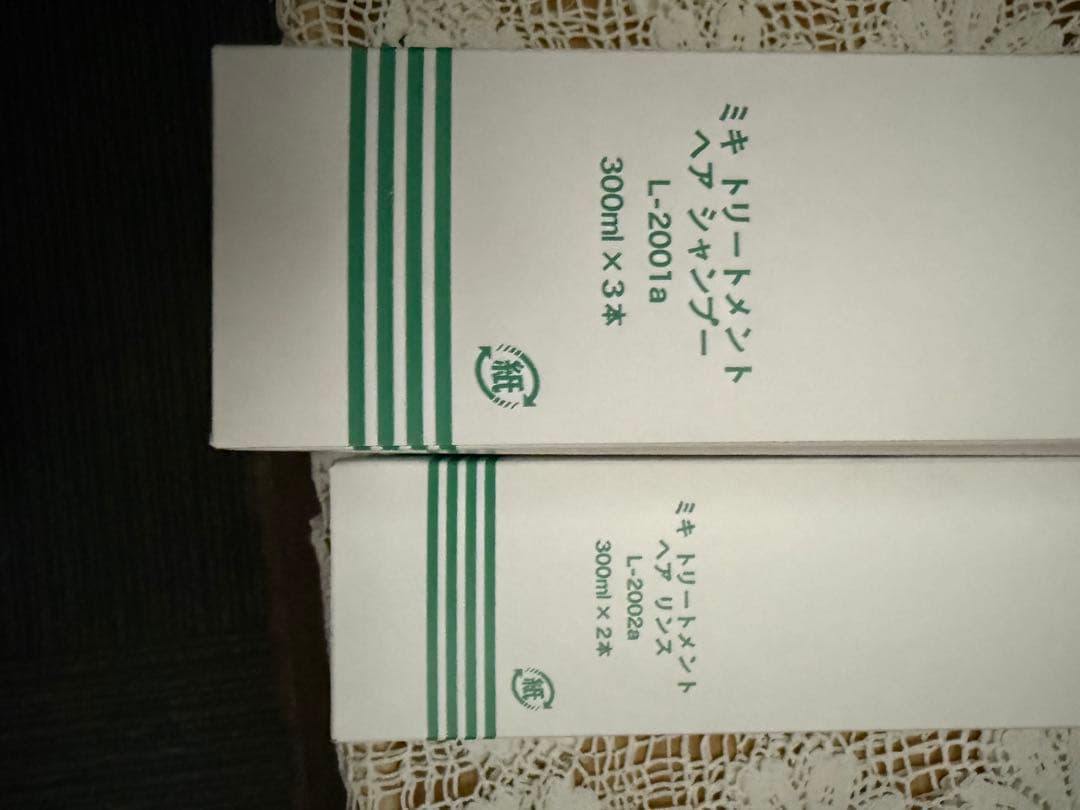 ミキ トリートメント
ヘア シャンプー
L-2001a
300ml×3本
紙
ミキ トリートメント
ヘア リンス
L-2002a
300ml×2本
紙